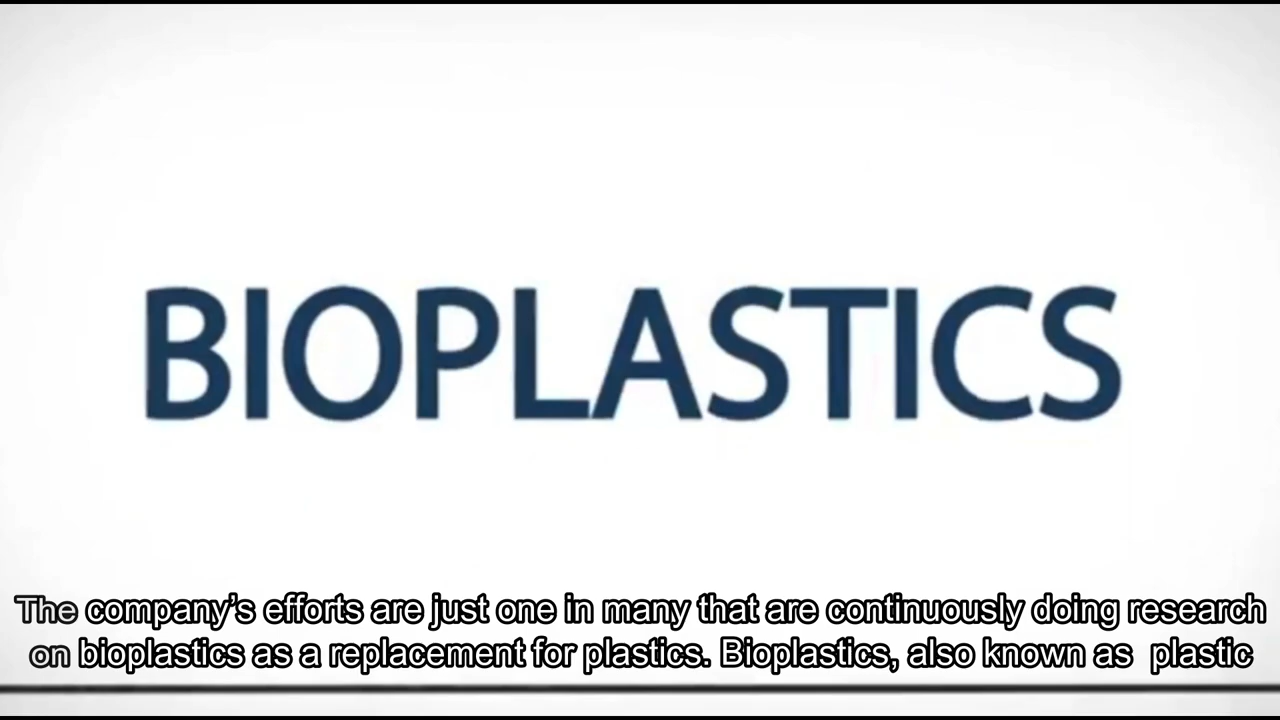 BIOPLASTICS
The company’s efforts are just one in many that are continuously doing research
on bioplastics as a replacement for plastics. Bioplastics, also known as  plastic